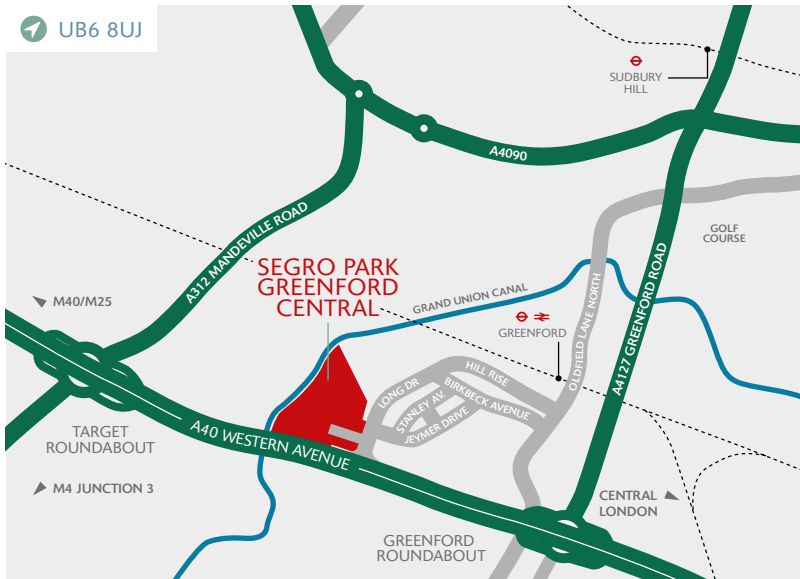 UB6 8UJ
SUDBURY
HILL
A4090
A312 MANDEVILLE ROAD
GOLF
COURSE
SEGRO PARK
GREENFORD
CENTRAL
GRAND UNION CANAL
M40/M25
GREENFORD
OLDFIELD LANE NORTH
A4127 GREENFORD ROAD
HILL RISE
LONG DR
BIRKBECK AVENUE
STANLEY AV.
JEYMER DRIVE
TARGET
ROUNDABOUT
A40 WESTERN AVENUE
M4 JUNCTION 3
CENTRAL
LONDON
GREENFORD
ROUNDABOUT